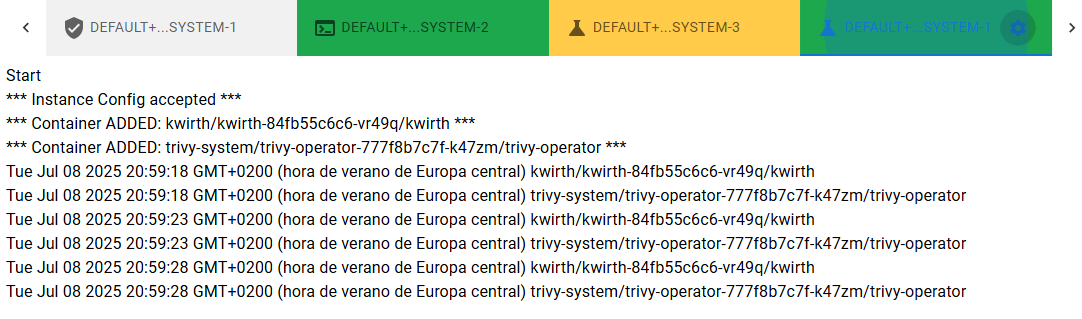 DEFAULT+...SYSTEM-1 DEFAULT+...SYSTEM-2 DEFAULT+...SYSTEM-3 DEFAULT+...SYSTEM-1
Start
*** Instance Config accepted ***
*** Container ADDED: kwirth/kwirth-84fb55c6c6-vr49q/kwirth ***
*** Container ADDED: trivy-system/trivy-operator-777f8b7c7f-k47zm/trivy-operator ***
Tue Jul 08 2025 20:59:18 GMT+0200 (hora de verano de Europa central) kwirth/kwirth-84fb55c6c6-vr49q/kwirth
Tue Jul 08 2025 20:59:18 GMT+0200 (hora de verano de Europa central) trivy-system/trivy-operator-777f8b7c7f-k47zm/trivy-operator
Tue Jul 08 2025 20:59:23 GMT+0200 (hora de verano de Europa central) kwirth/kwirth-84fb55c6c6-vr49q/kwirth
Tue Jul 08 2025 20:59:23 GMT+0200 (hora de verano de Europa central) trivy-system/trivy-operator-777f8b7c7f-k47zm/trivy-operator
Tue Jul 08 2025 20:59:28 GMT+0200 (hora de verano de Europa central) kwirth/kwirth-84fb55c6c6-vr49q/kwirth
Tue Jul 08 2025 20:59:28 GMT+0200 (hora de verano de Europa central) trivy-system/trivy-operator-777f8b7c7f-k47zm/trivy-operator